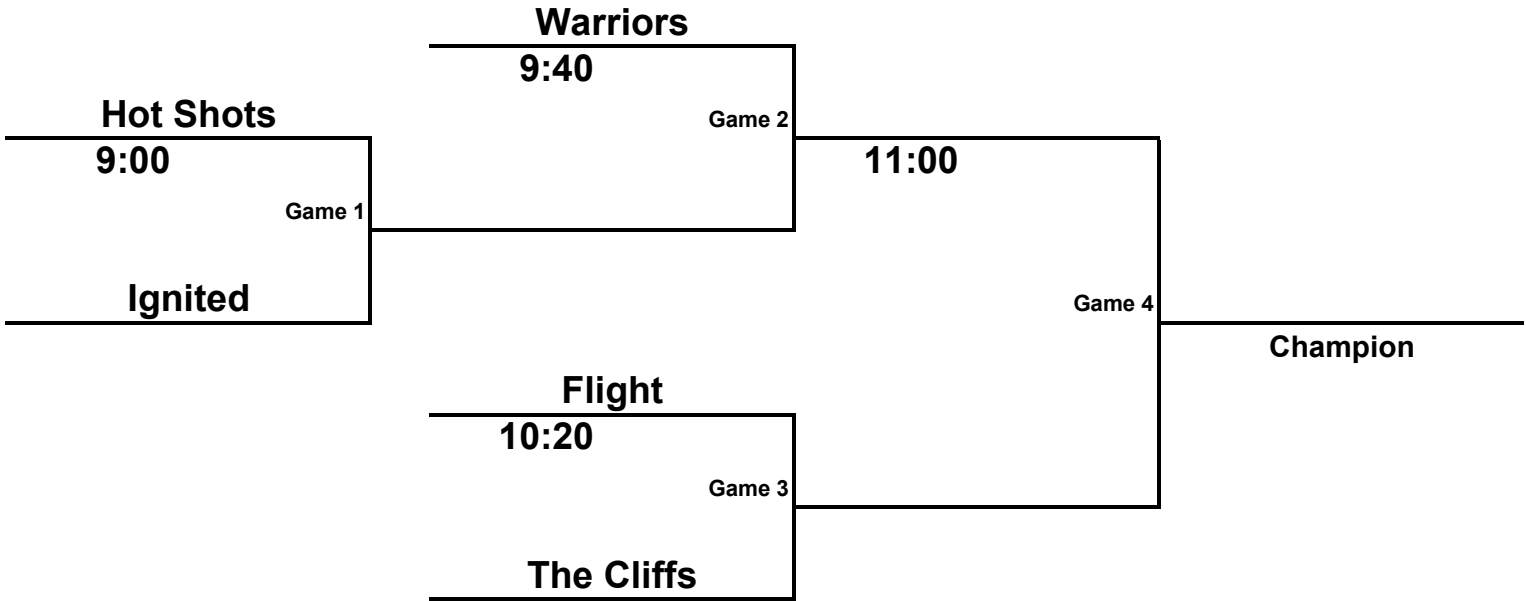 Warriors
9:40
Hot Shots
Game 2
9:00
11:00
Game 1
Ignited
Game 4
Champion
Flight
10:20
Game 3
The Cliffs